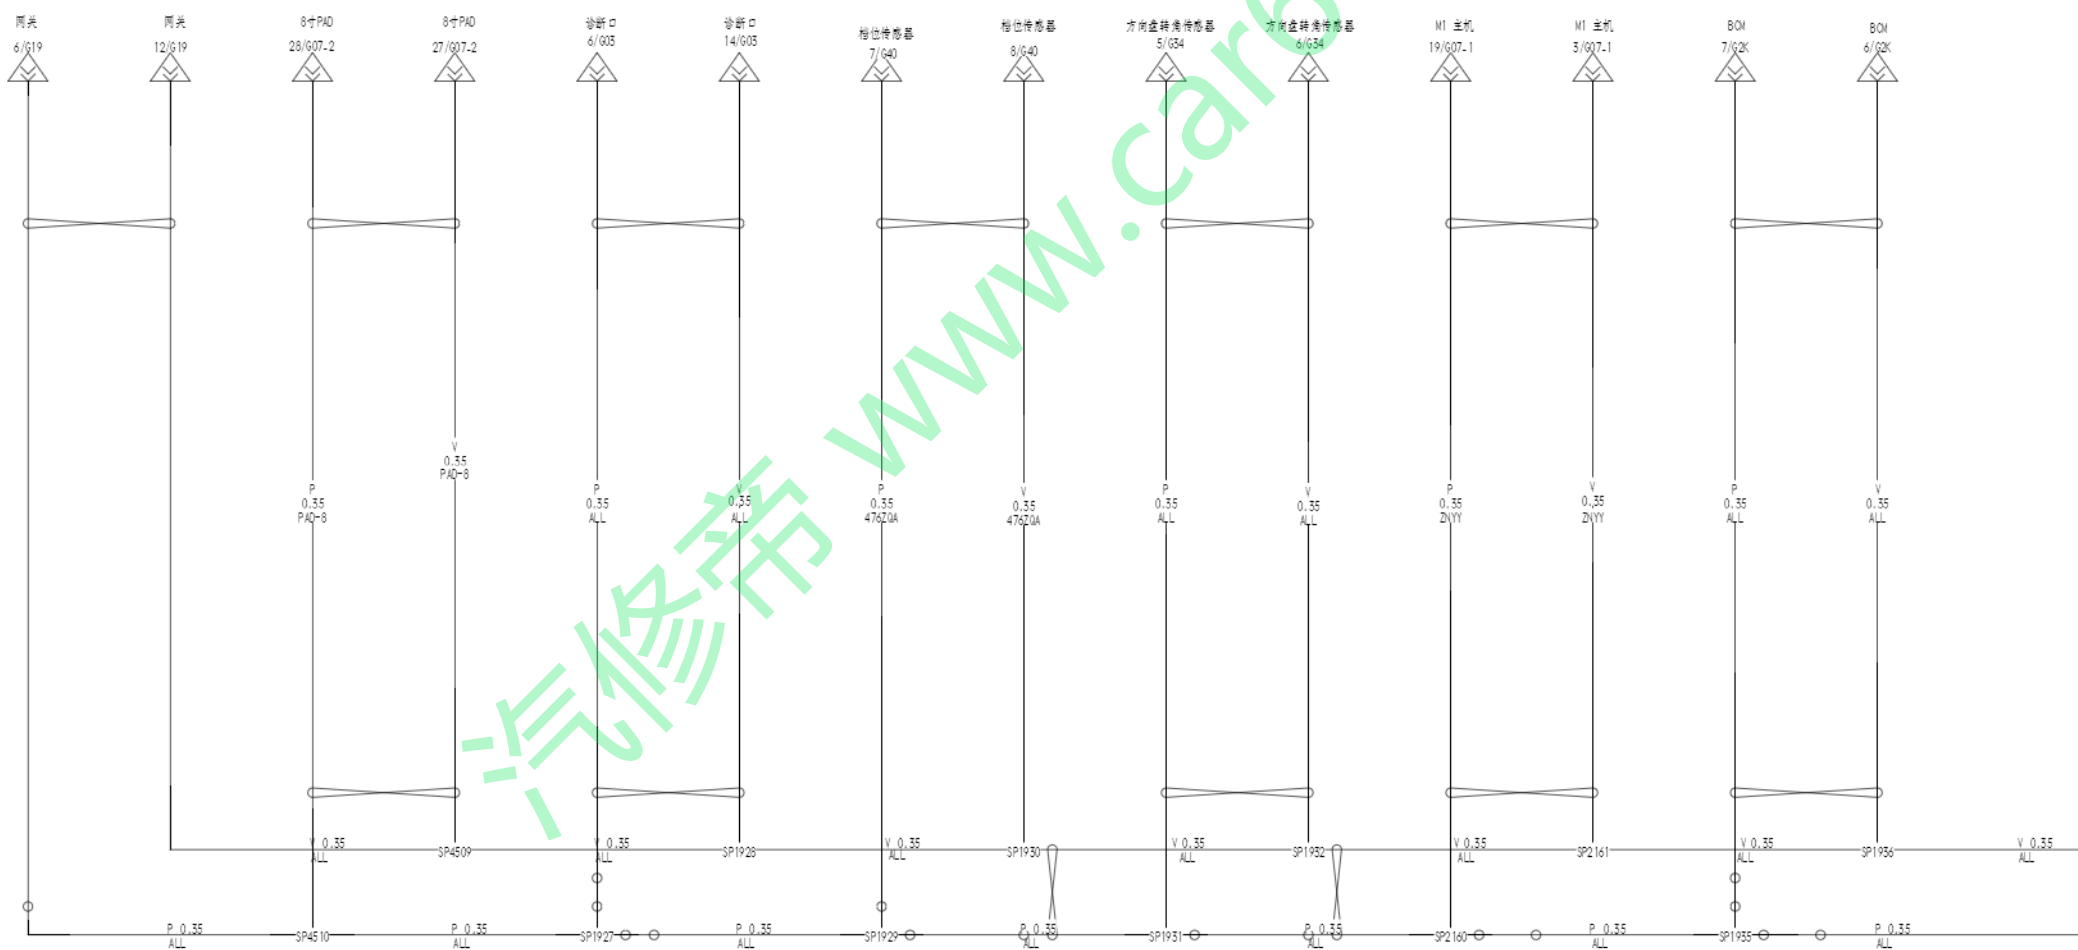 网关
网关
8寸PAD
8寸PAD
诊断口
诊断口
档位传感器
档位传感器
方向盘转角传感器
方向盘转角传感器
M1 主机
M1 主机
BCM
BCM
6/G19
12/G19
28/G07-2
27/G07-2
6/G03
14/G03
7/G40
8/G40
5/G34
6/G34
19/G07-1
3/G07-1
7/G2K
6/G2K
V
0.35
PAD-8
P
0.35
PAD-8
P
0.35
ALL
V
0.35
ALL
P
0.35
476ZQA
V
0.35
476ZQA
P
0.35
ALL
V
0.35
ALL
P
0.35
ZNYY
V
0.35
ZNYY
P
0.35
ALL
V
0.35
ALL
V 0.35
ALL
SP4509
V 0.35
ALL
SP1928
V 0.35
ALL
SP1930
V 0.35
ALL
SP1932
V 0.35
ALL
SP2161
V 0.35
ALL
SP1936
V 0.35
ALL
P 0.35
ALL
SP4510
P 0.35
ALL
SP1927
P 0.35
ALL
SP1929
P 0.35
ALL
SP1931
P 0.35
ALL
SP2160
P 0.35
ALL
SP1935
P 0.35
ALL
汽修帝 www.car6